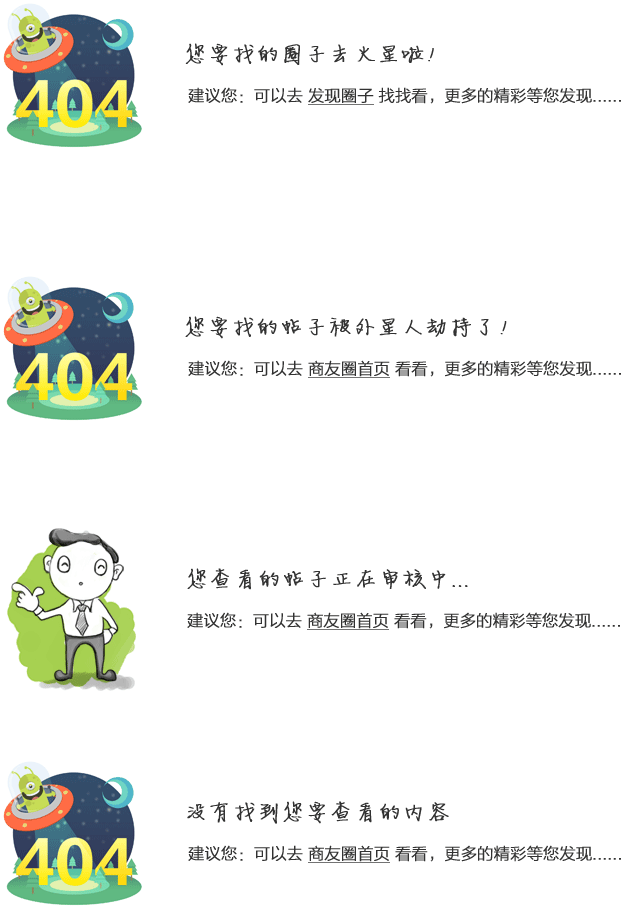 404
您要找的圈子去火星啦！
建议您：可以去 发现圈子 找找看，更多的精彩等您发现......
404
您要找的帖子被外星人劫持了！
建议您：可以去 商友圈首页 看看，更多的精彩等您发现......
您查看的帖子正在审核中...
建议您：可以去 商友圈首页 看看，更多的精彩等您发现......
404
没有找到您要查看的内容
建议您：可以去 商友圈首页 看看，更多的精彩等您发现......